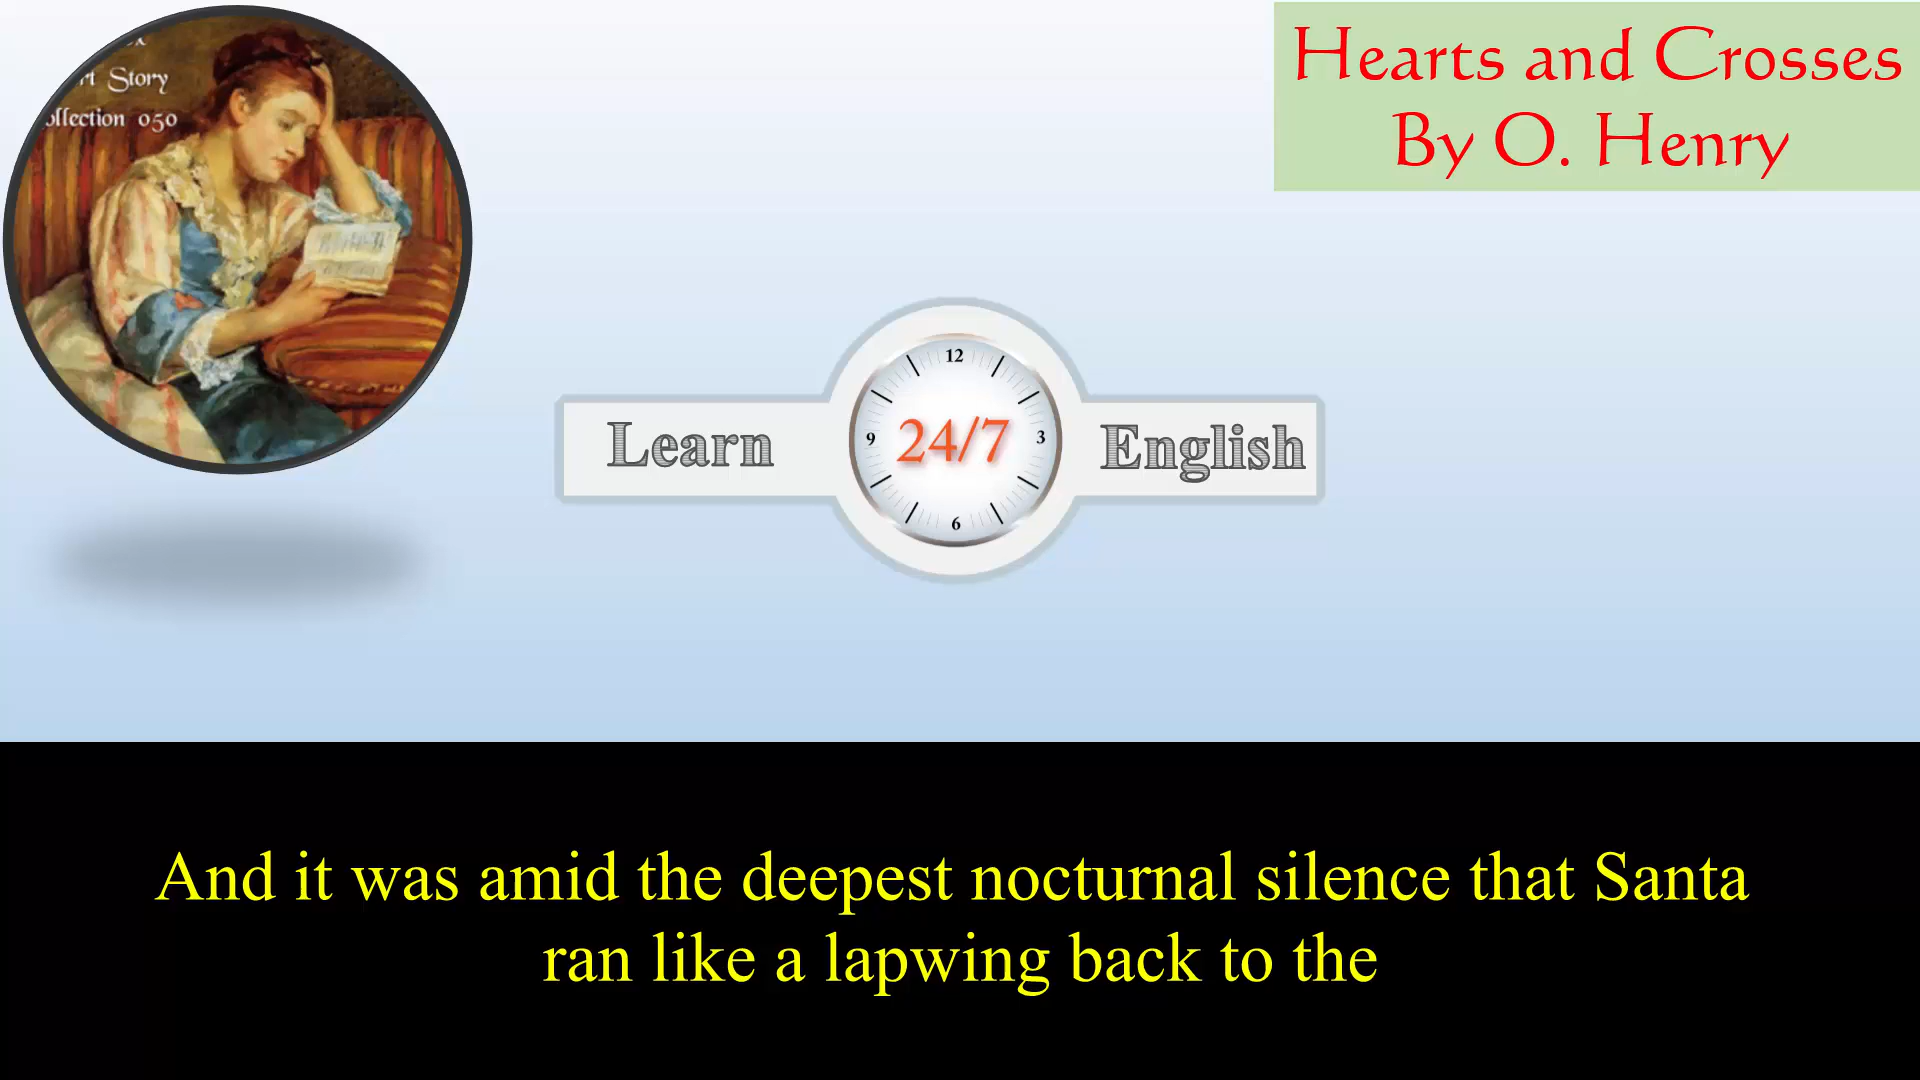 Story
050
Hearts and Crosses
By O. Henry
12
Learn
9
24/7
3
English
6
And it was amid the deepest nocturnal silence that Santa
ran like a lapwing back to the